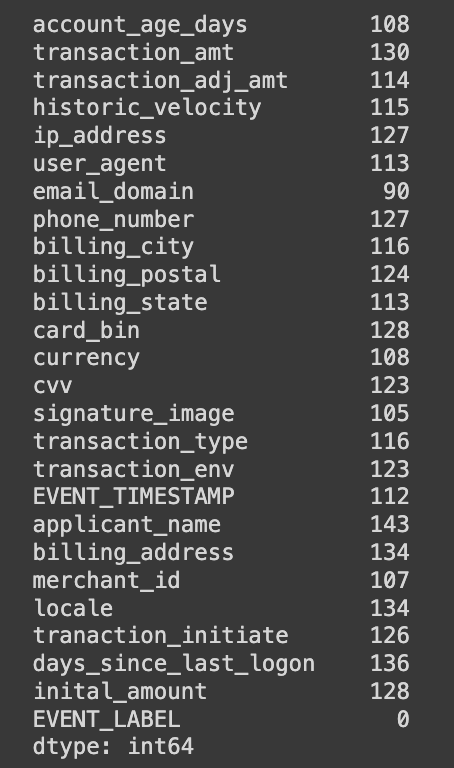 account_age_days 108
transaction_amt 130
transaction_adj_amt 114
historic_velocity 115
ip_address 127
user_agent 113
email_domain 90
phone_number 127
billing_city 116
billing_postal 124
billing_state 113
card_bin 128
currency 108
cvv 123
signature_image 105
transaction_type 116
transaction_env 123
EVENT_TIMESTAMP 112
applicant_name 143
billing_address 134
merchant_id 107
locale 134
tranaction_initiate 126
days_since_last_logon 136
inital_amount 128
EVENT_LABEL 0
dtype: int64